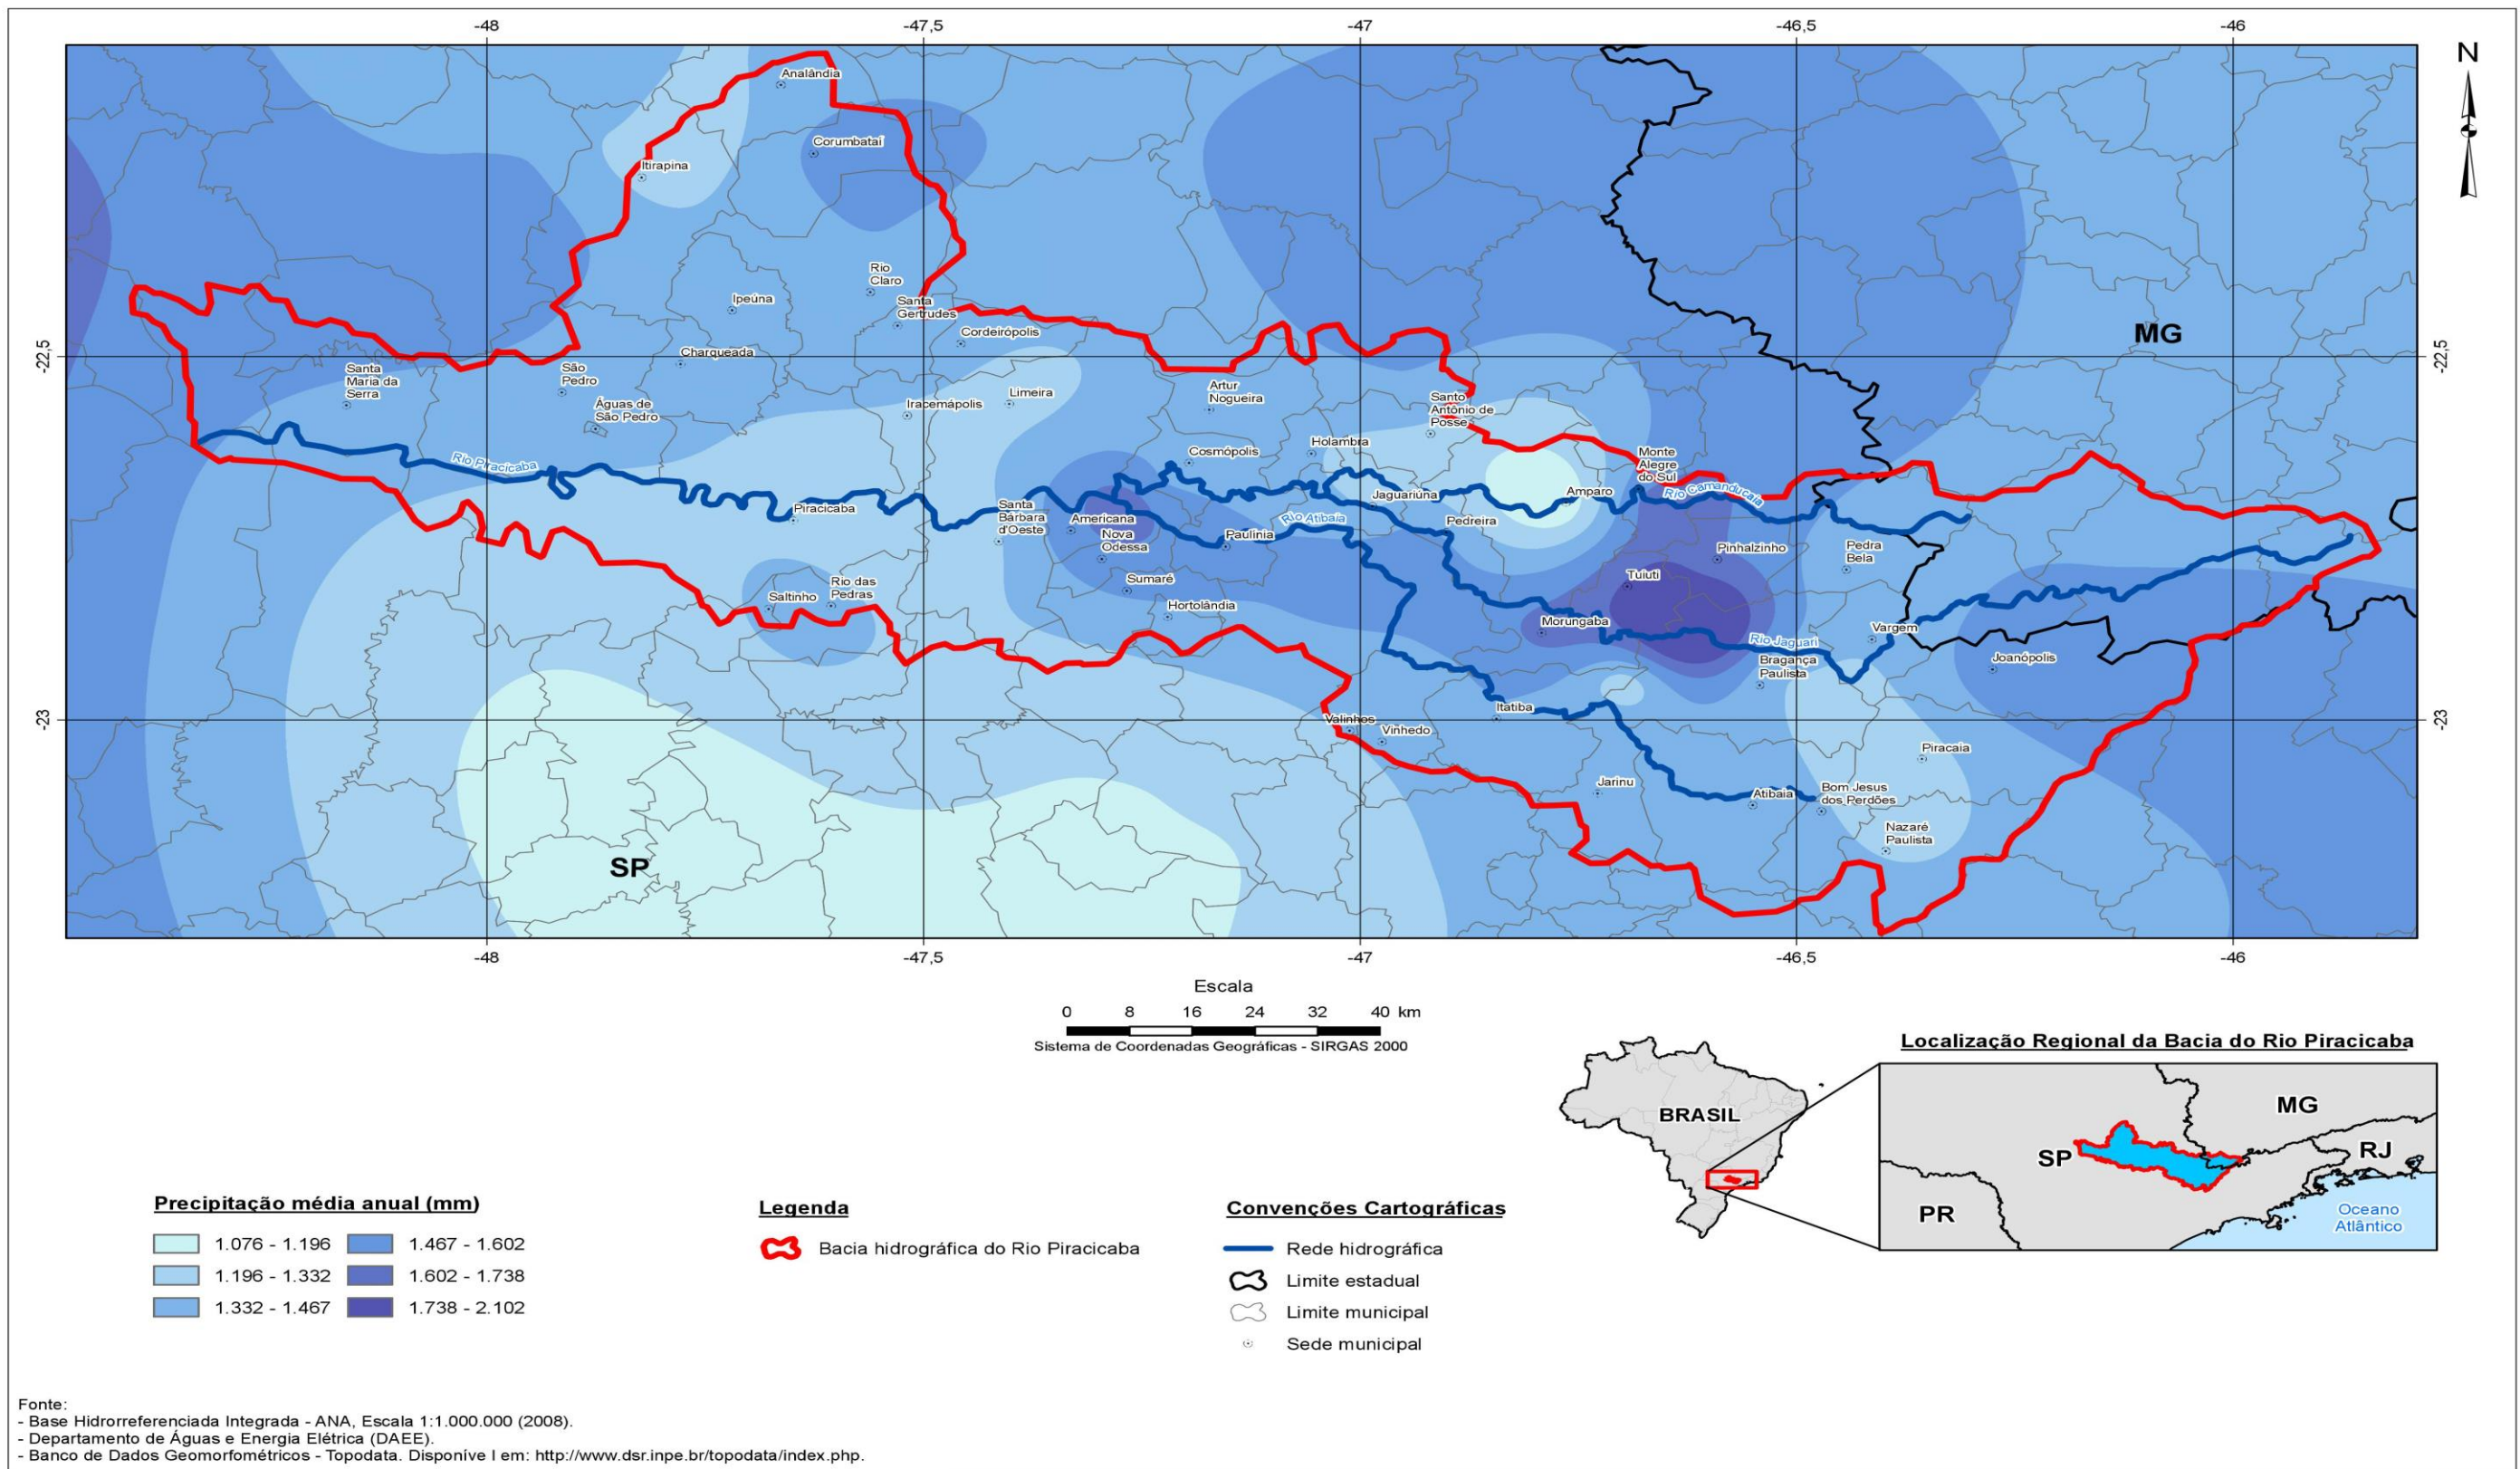 -48
-47,5
-47
-46,5
-46
N
Analândia
Corumbataí
Itirapina
Rio
Claro
Ipeúna
Santa
Gertrudes
Cordeirópolis
MG
-22,5
-22,5
Charqueada
Santa
Maria da
Serra
São
Pedro
Águas de
São Pedro
Limeira
Iracemápolis
Artur
Nogueira
Santo
Antônio de
Posse
Holambra
Cosmópolis
Monte
Alegre
do Sul
Rio Piracicaba
Rio Camanducaia
Jaguariúna
Amparo
Piracicaba
Santa
Bárbara
d'Oeste
Americana
Nova
Odessa
Rio Atibaia
Paulínia
Pedreira
Pinhalzinho
Pedra
Bela
Tuiuti
Sumaré
Saltinho
Rio das
Pedras
Hortolândia
Morungaba
Rio Jaguari
Vargem
Bragança
Paulista
Joanópolis
-23
-23
Itatiba
Valinhos
Vinhedo
Piracaia
Jarinu
Atibaia
Bom Jesus
dos Perdões
Nazaré
Paulista
SP
-48
-47,5
-47
-46,5
-46
Escala
0 8 16 24 32 40 km
Sistema de Coordenadas Geográficas - SIRGAS 2000
Localização Regional da Bacia do Rio Piracicaba
BRASIL
MG
RJ
SP
PR
Oceano
Atlântico
Precipitação média anual (mm)
1.076 - 1.196
1.467 - 1.602
1.196 - 1.332
1.602 - 1.738
1.332 - 1.467
1.738 - 2.102
Legenda
Bacia hidrográfica do Rio Piracicaba
Convenções Cartográficas
Rede hidrográfica
Limite estadual
Limite municipal
Sede municipal
Fonte:
- Base Hidrorreferenciada Integrada - ANA, Escala 1:1.000.000 (2008).
- Departamento de Águas e Energia Elétrica (DAEE).
- Banco de Dados Geomorfométricos - Topodata. Disponíve l em: http://www.dsr.inpe.br/topodata/index.php.